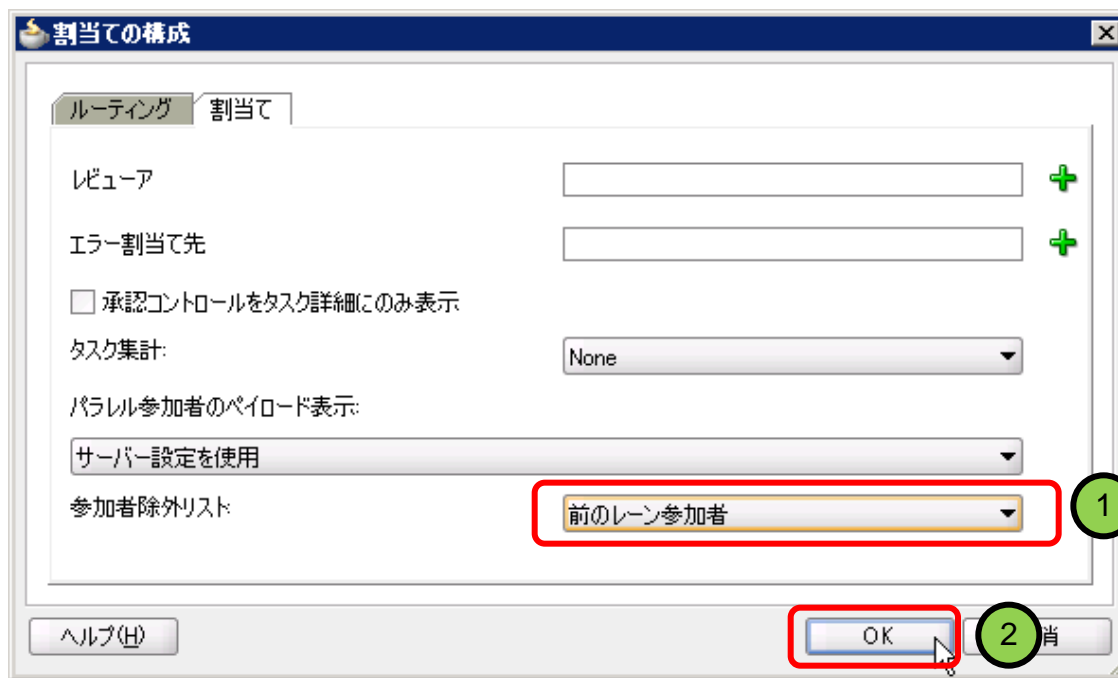 割当ての構成
ルーティング 割当て
レビューア
エラー割当て先
承認コントロールをタスク詳細にのみ表示
タスク集計: None
パラレル参加者のペイロード表示:
サーバー設定を使用
参加者除外リスト 前のレーン参加者 1
ヘルプ(H) OK 2 消